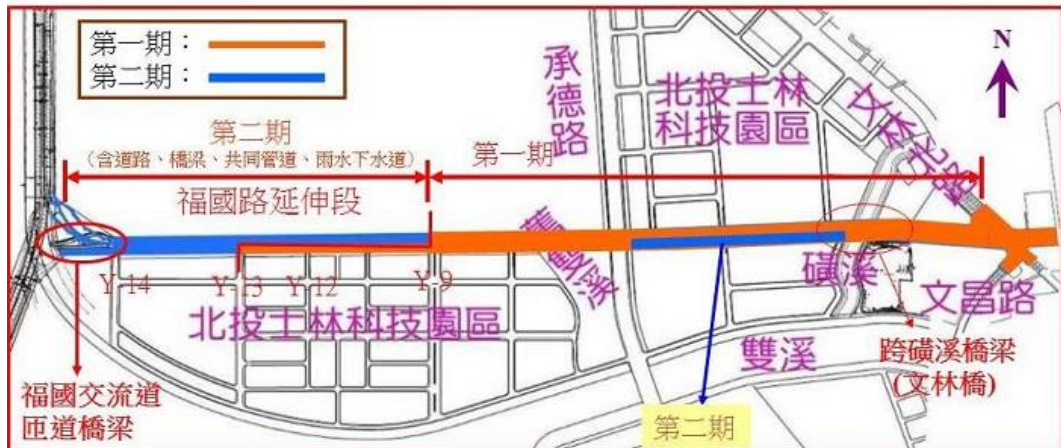 第一期：
第二期：
N
承德路
北投士林
科技園區
文林北路
第二期
（含道路、橋梁、共同管道、雨水下水道）
第一期
福國路延伸段
舊雙溪
磺溪
Y-14
Y-13
Y-12
Y-9
文昌路
北投士林科技園區
雙溪
跨磺溪橋梁
(文林橋)
福國交流道
匝道橋梁
第二期